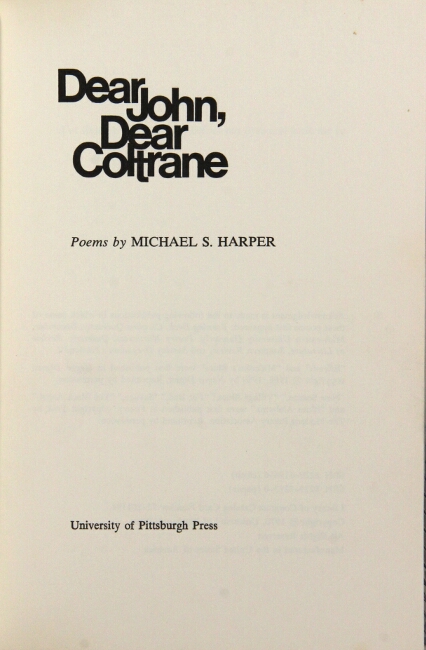 Dear
John,
Dear
Coltrane
Poems by MICHAEL S. HARPER
University of Pittsburgh Press